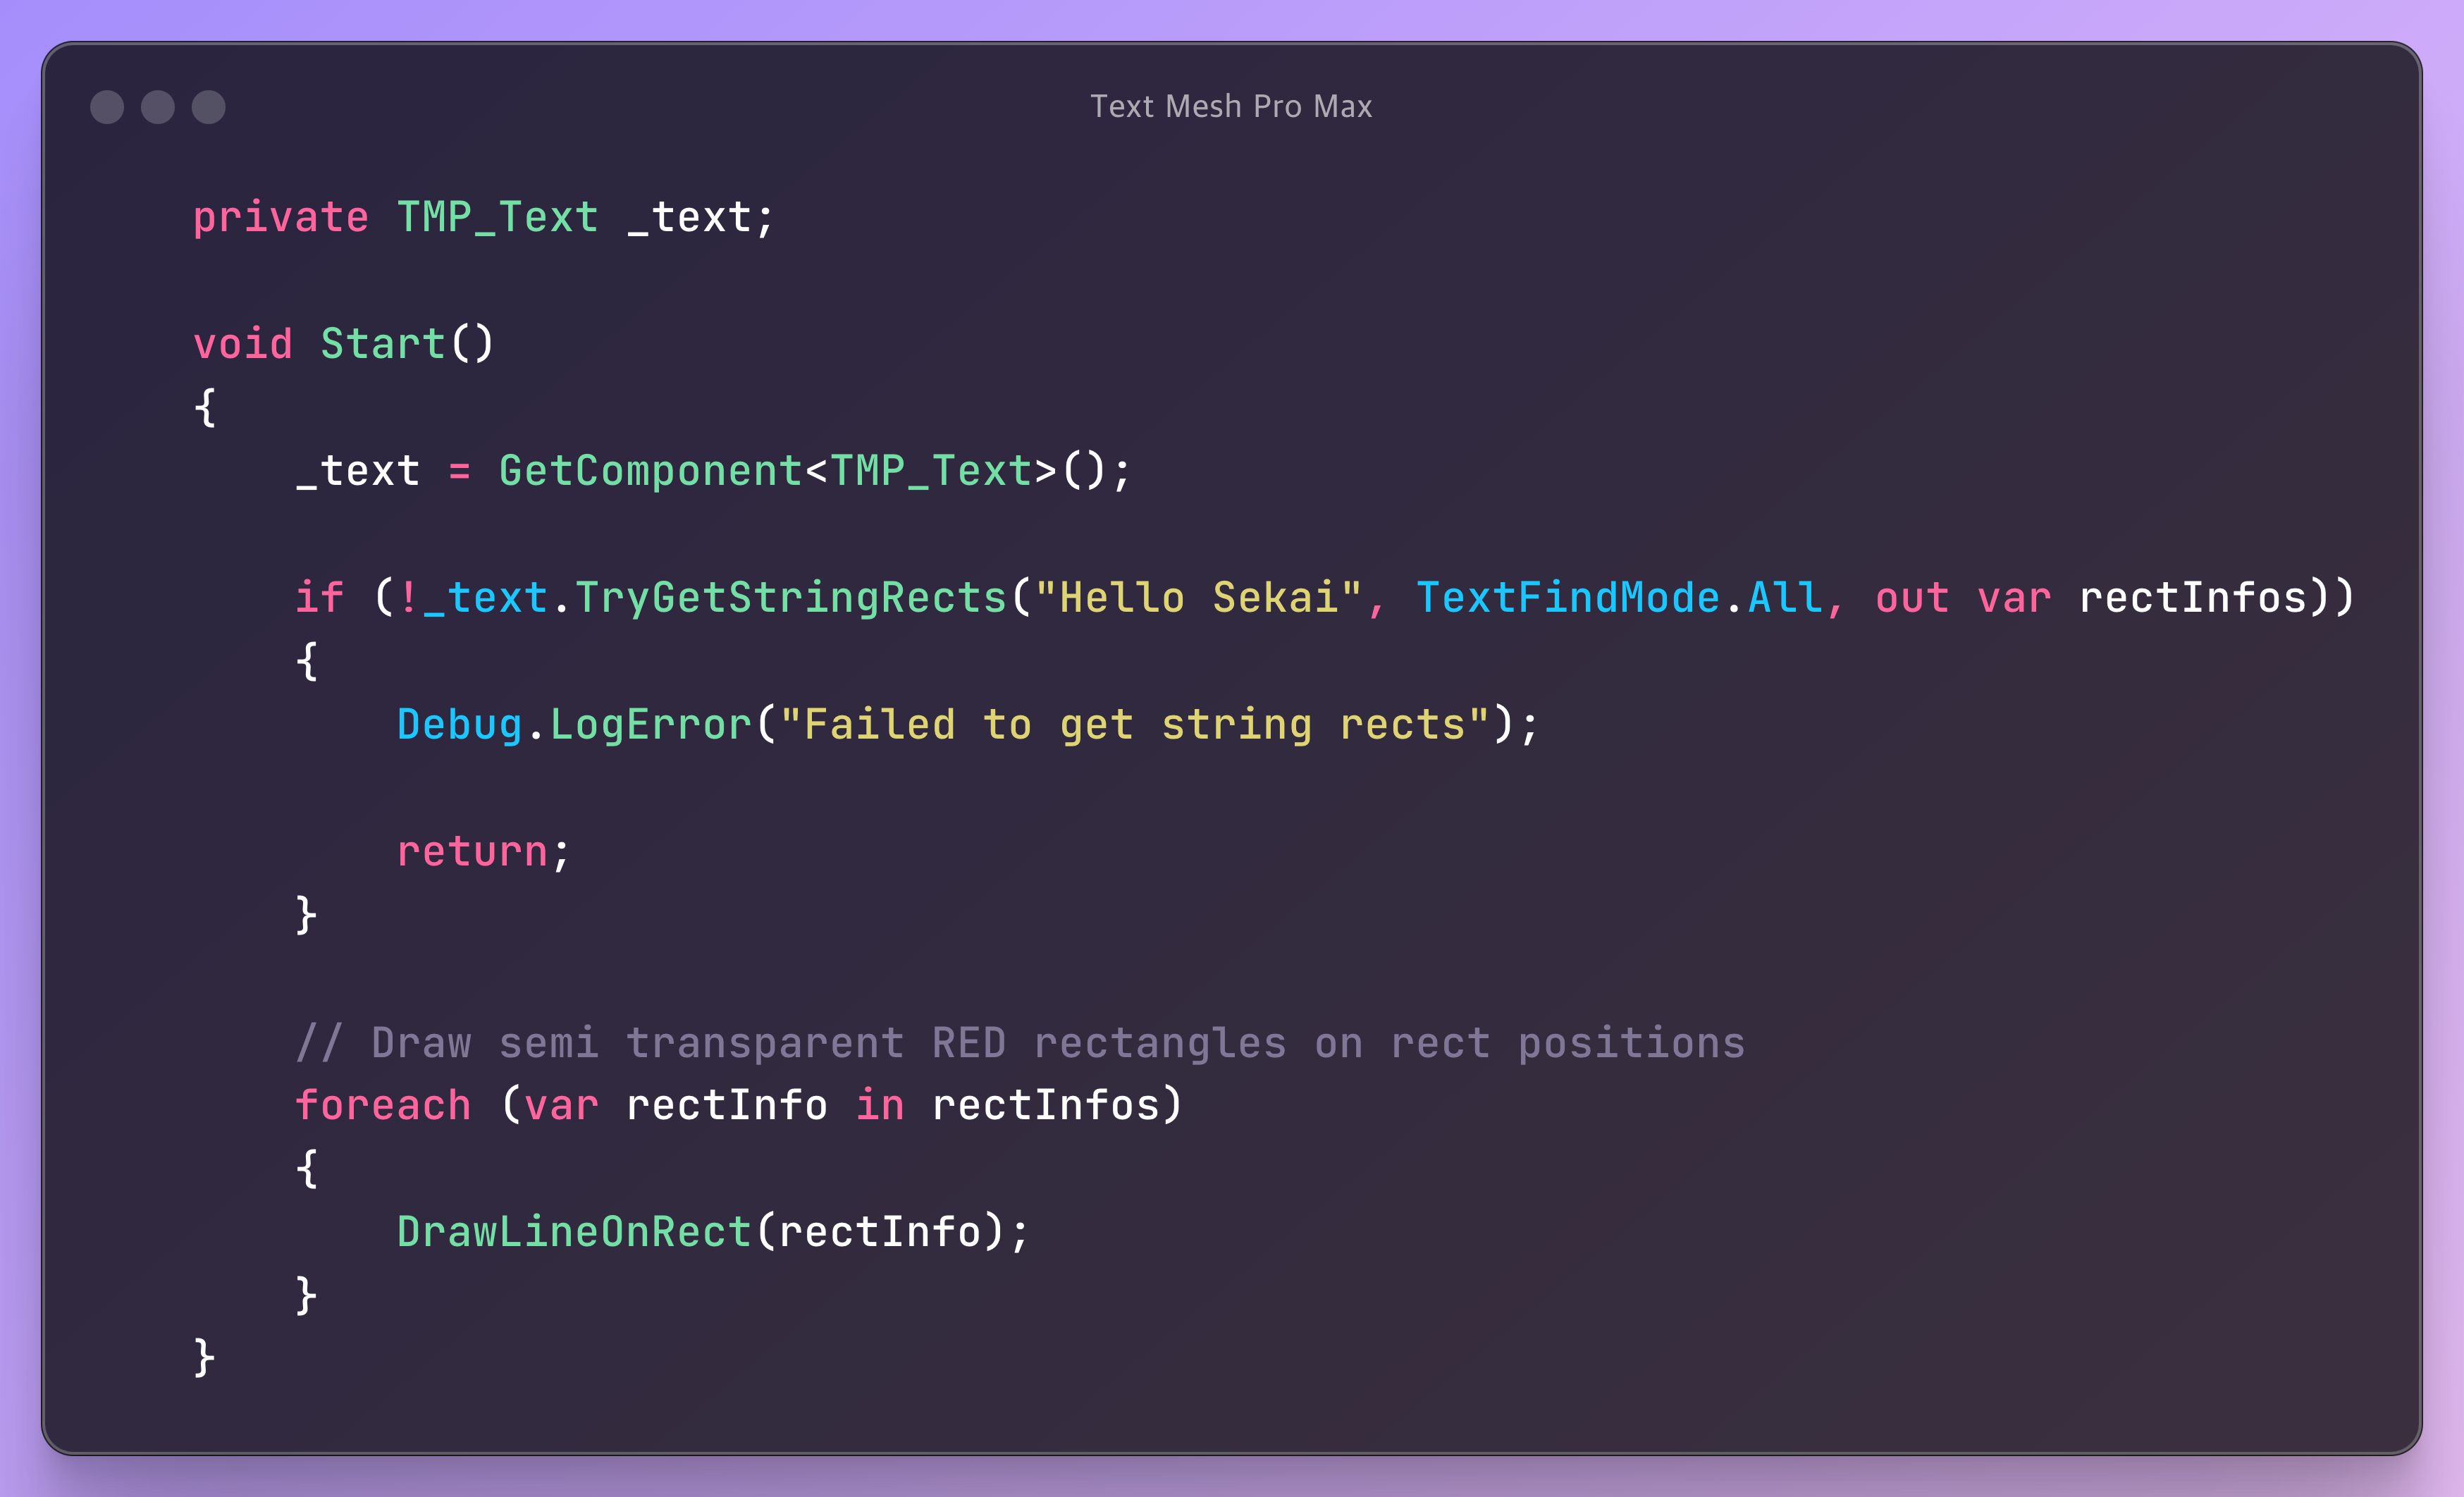 Text Mesh Pro Max
private TMP_Text _text;
void Start()
{
    _text = GetComponent<TMP_Text>();
    if (!_text.TryGetStringRects("Hello Sekai", TextFindMode.All, out var rectInfos))
    {
        Debug.LogError("Failed to get string rects");
        return;
    }
    // Draw semi transparent RED rectangles on rect positions
    foreach (var rectInfo in rectInfos)
    {
        DrawLineOnRect(rectInfo);
    }
}